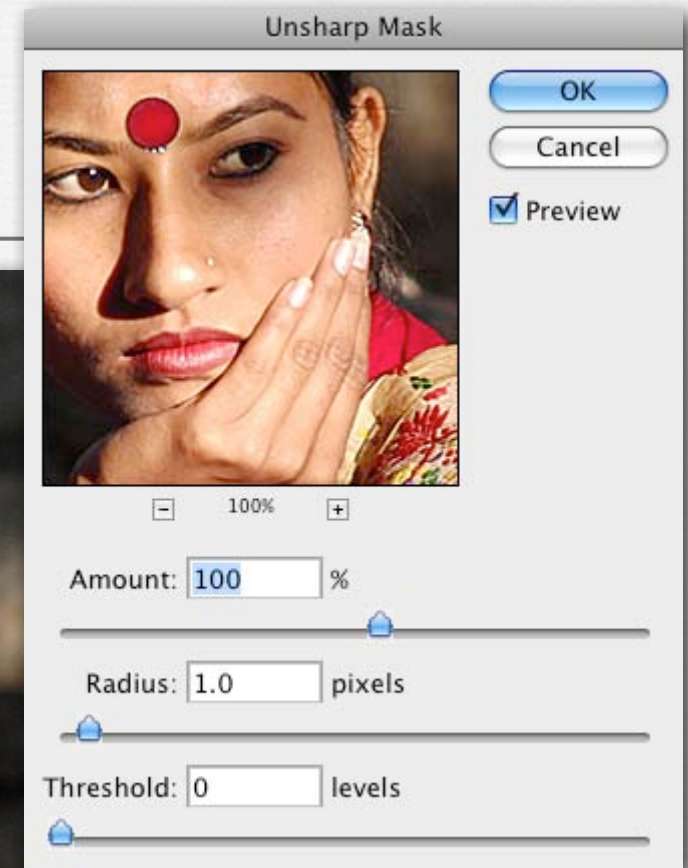 Unsharp Mask
OK
Cancel
Preview
100%
Amount: 100 %
Radius: 1.0 pixels
Threshold: 0 levels